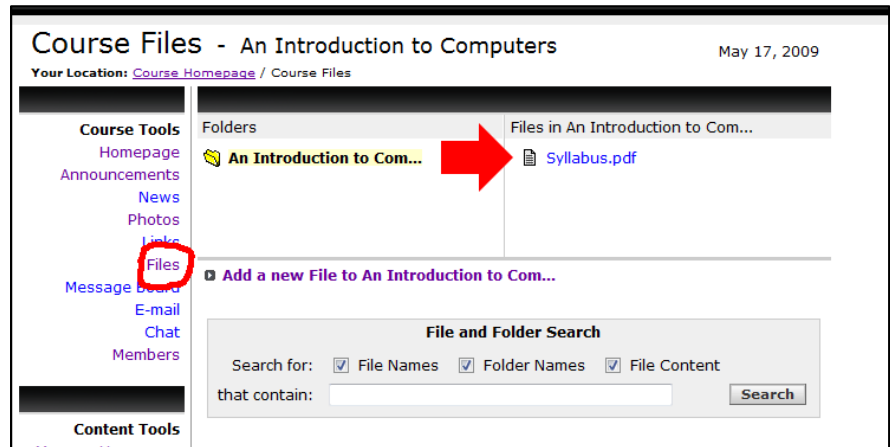 Course Files - An Introduction to Computers
May 17, 2009
Your Location: Course Homepage / Course Files
Course Tools
Homepage
Announcements
News
Photos
Links
Files
Message Board
E-mail
Chat
Members
Content Tools
Folders
An Introduction to Com...
Files in An Introduction to Com...
Syllabus.pdf
Add a new File to An Introduction to Com...
File and Folder Search
Search for: File Names Folder Names File Content
that contain: Search